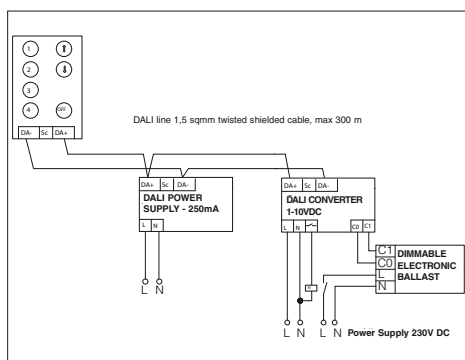 1
2
3
4 OFF
DA- Sc DA+
DALI line 1,5 sqmm twisted shielded cable, max 300 m
DA+ Sc DA-
DALI POWER
SUPPLY - 250mA
L N
L N
DA+ Sc DA-
DALI CONVERTER
1-10VDC
L N C0 C1
C1
C0
L
N
DIMMABLE
ELECTRONIC
BALLAST
L N L N Power Supply 230V DC